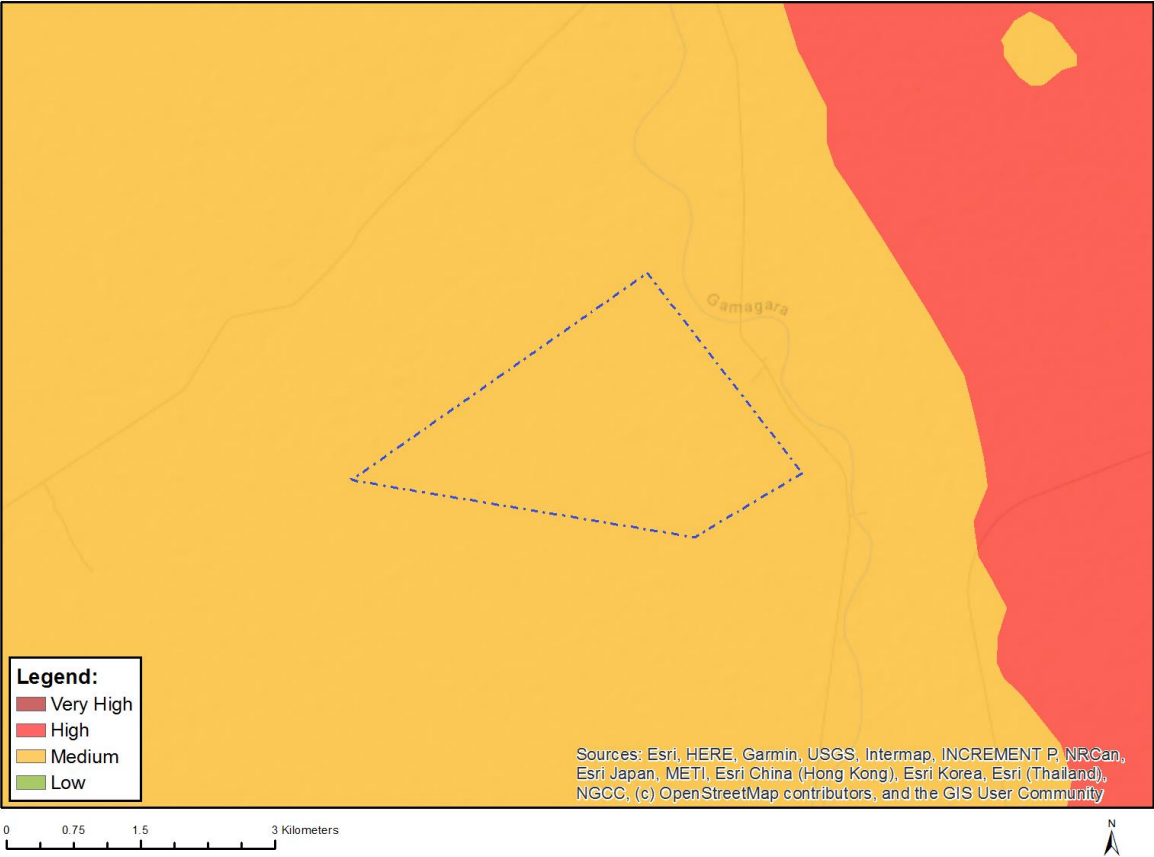 Gamagara
Legend:
Very High
High
Medium
Low
Sources: Esri, HERE, Garmin, USGS, Intermap, INCREMENT P, NRCan,
Esri Japan, METI, Esri China (Hong Kong), Esri Korea, Esri (Thailand),
NGCC, (c) OpenStreetMap contributors, and the GIS User Community
0 0.75 1.5 3 Kilometers
N